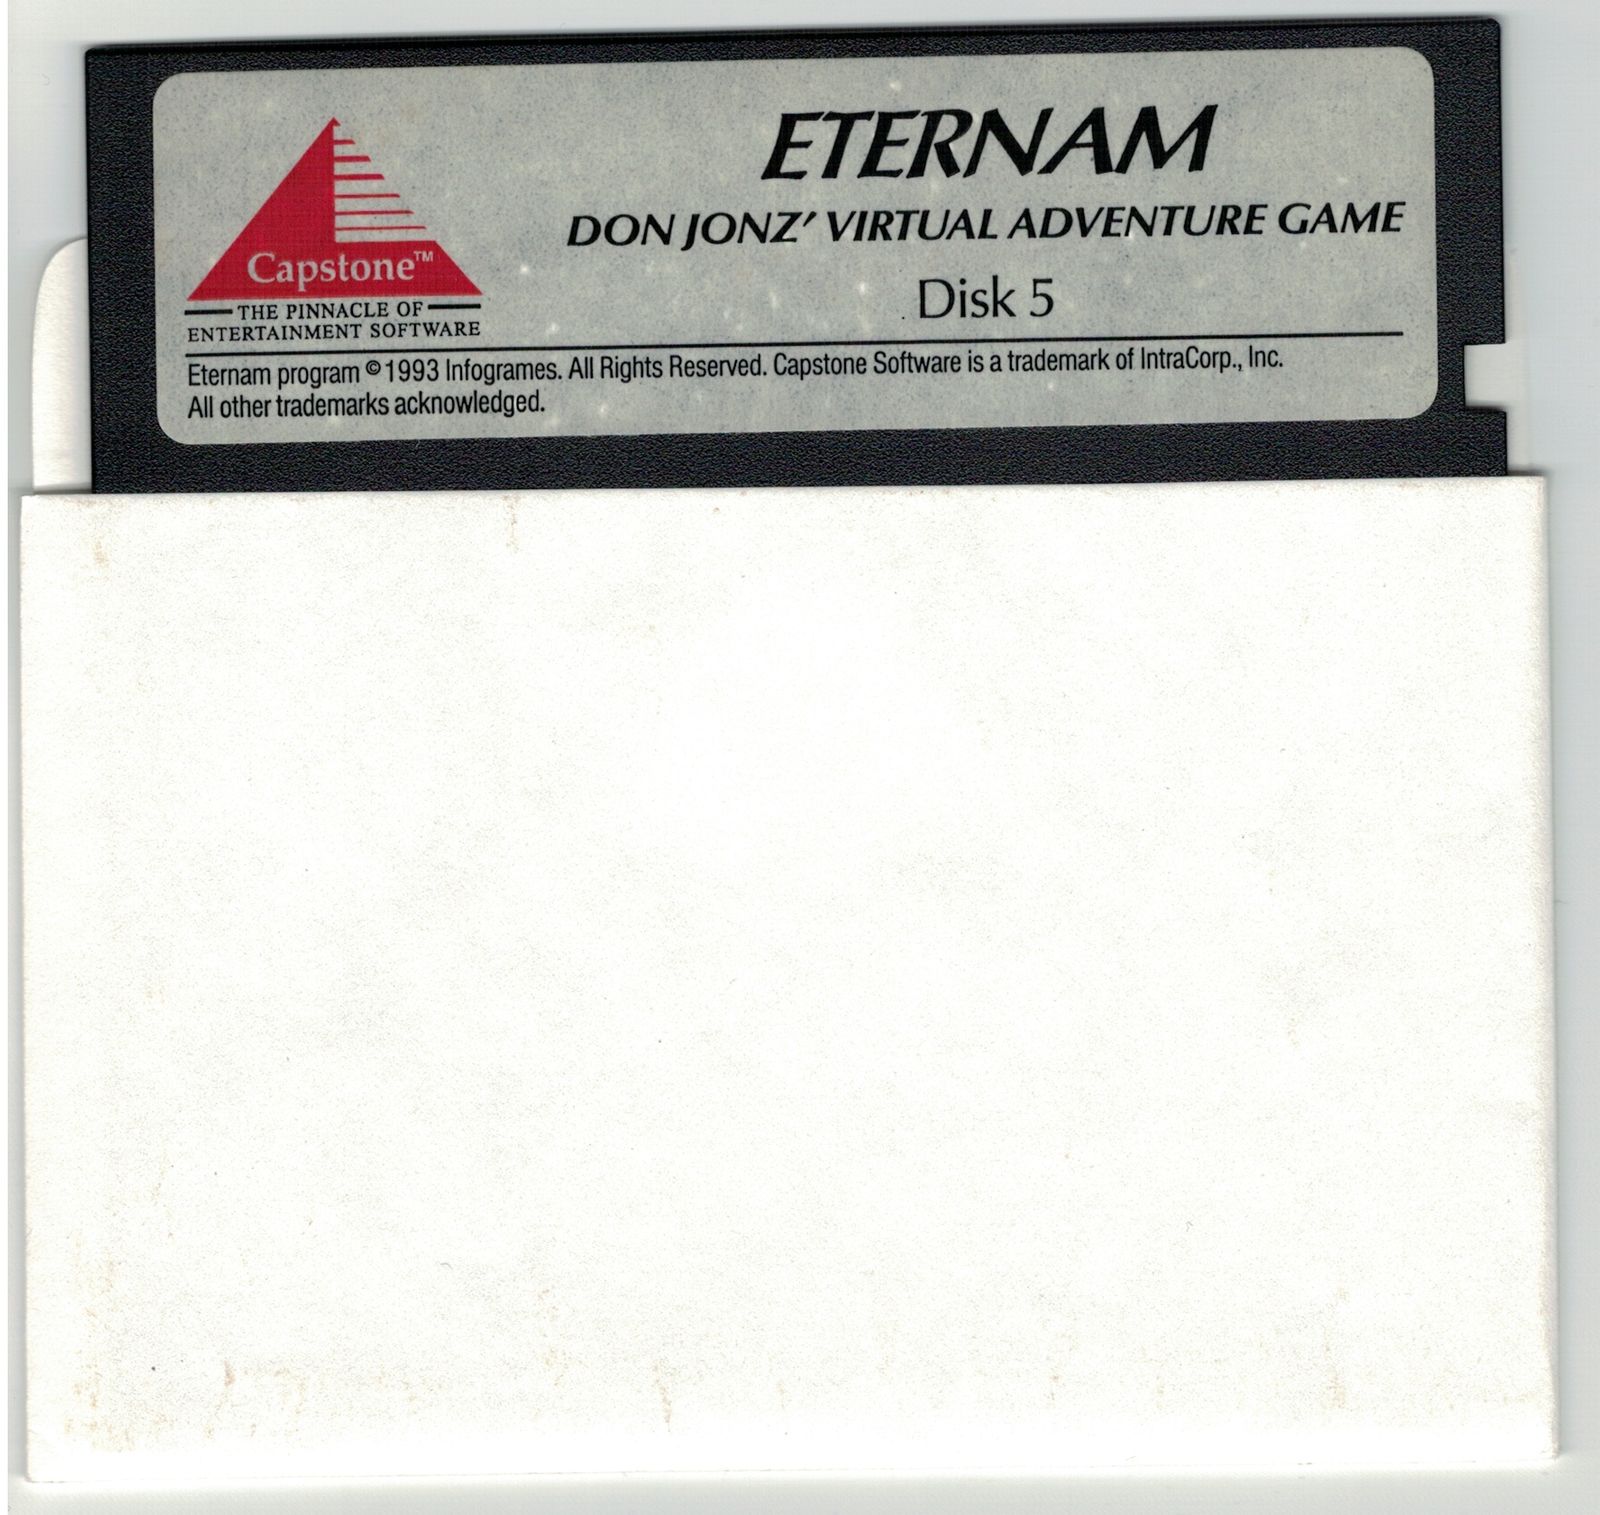 ETERNAM
DON JONZ' VIRTUAL ADVENTURE GAME
Disk 5
Capstone™
THE PINNACLE OF
ENTERTAINMENT SOFTWARE
Eternam program ©1993 Infogrames. All Rights Reserved. Capstone Software is a trademark of IntraCorp., Inc.
All other trademarks acknowledged.